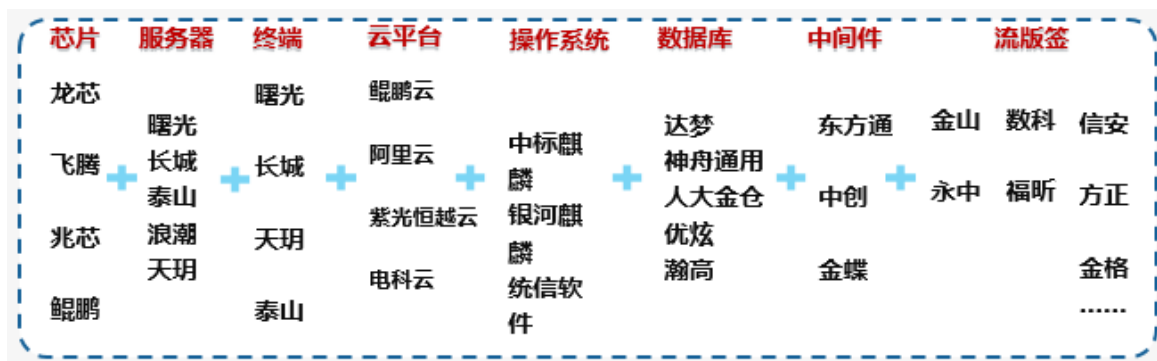 芯片 服务器 终端 云平台 操作系统 数据库 中间件 流版签
龙芯
飞腾
兆芯
鲲鹏
曙光
长城
泰山
浪潮
天玥
曙光
长城
天玥
泰山
鲲鹏云
阿里云
紫光恒越云
电科云
中标麒
麟
银河麒
麟
统信软
件
达梦
神舟通用
人大金仓
优炫
瀚高
东方通
中创
金蝶
金山 数科 信安
永中 福昕 方正
金格
……